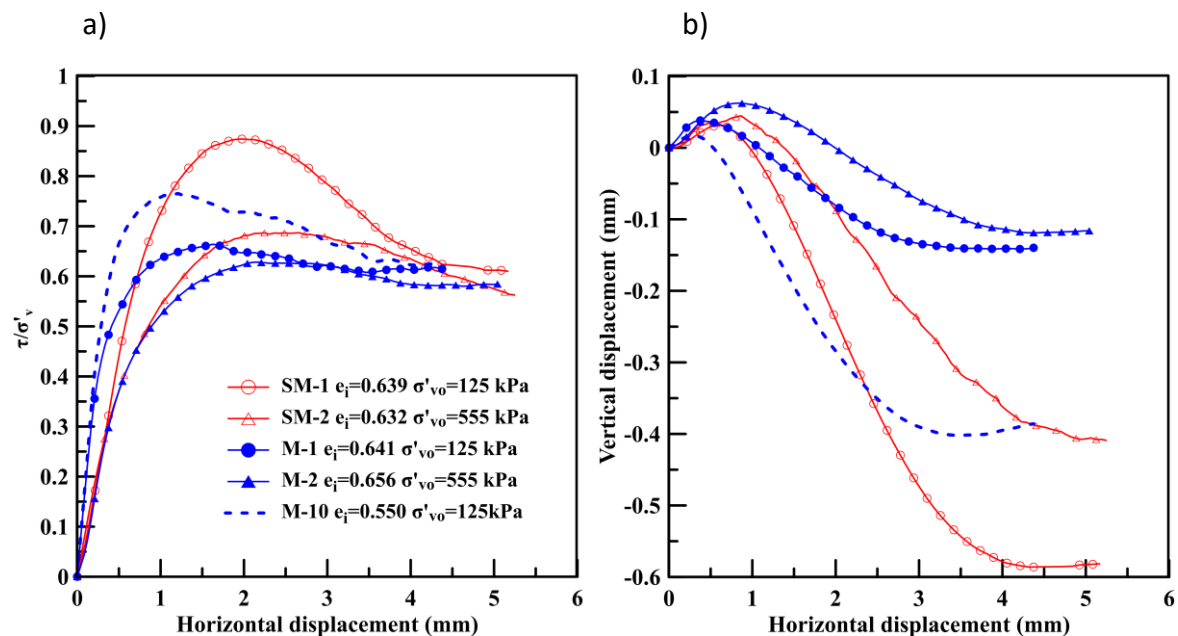 a)
1
0.9
0.8
0.7
0.6
0.5
0.4
0.3
0.2
0.1
0
τ/σ'v
SM-1 ei=0.639 σ'vo=125 kPa
SM-2 ei=0.632 σ'vo=555 kPa
M-1 ei=0.641 σ'vo=125 kPa
M-2 ei=0.656 σ'vo=555 kPa
M-10 ei=0.550 σ'vo=125kPa
0 1 2 3 4 5 6
Horizontal displacement (mm)
b)
0.1
0
-0.1
-0.2
-0.3
-0.4
-0.5
-0.6
Vertical displacement (mm)
0 1 2 3 4 5 6
Horizontal displacement (mm)